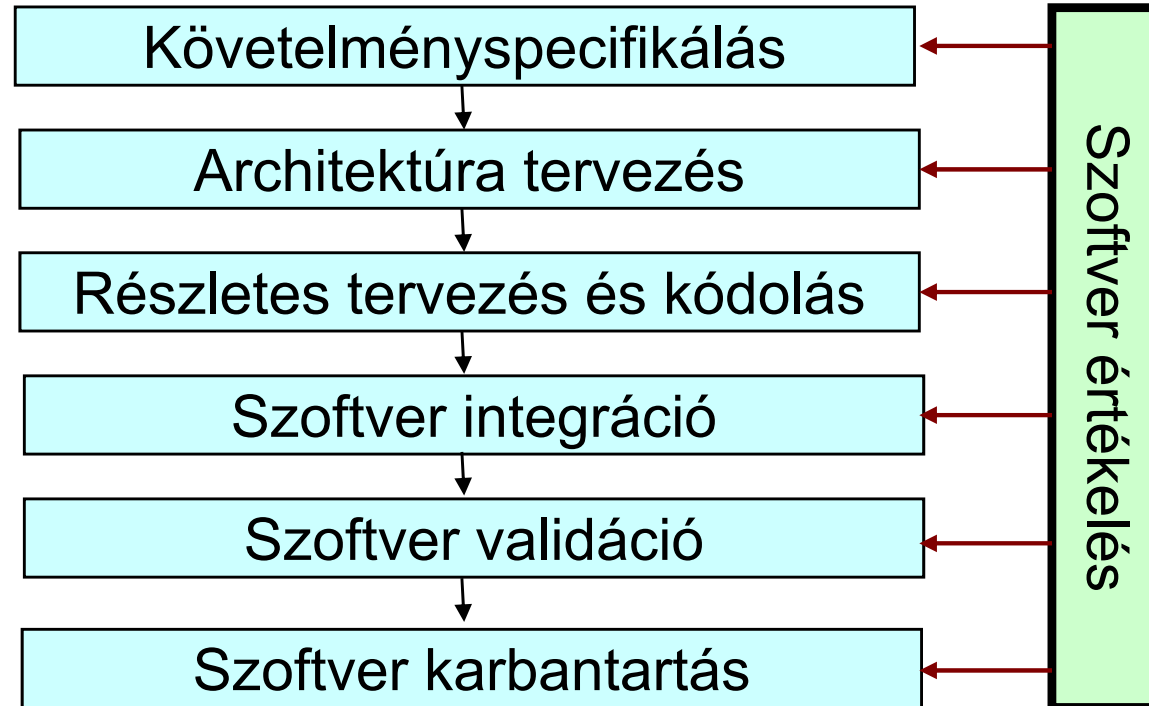 Követelményspecifikálás
Architektúra tervezés
Részletes tervezés és kódolás
Szoftver integráció
Szoftver validáció
Szoftver karbantartás
Szoftver értékelés